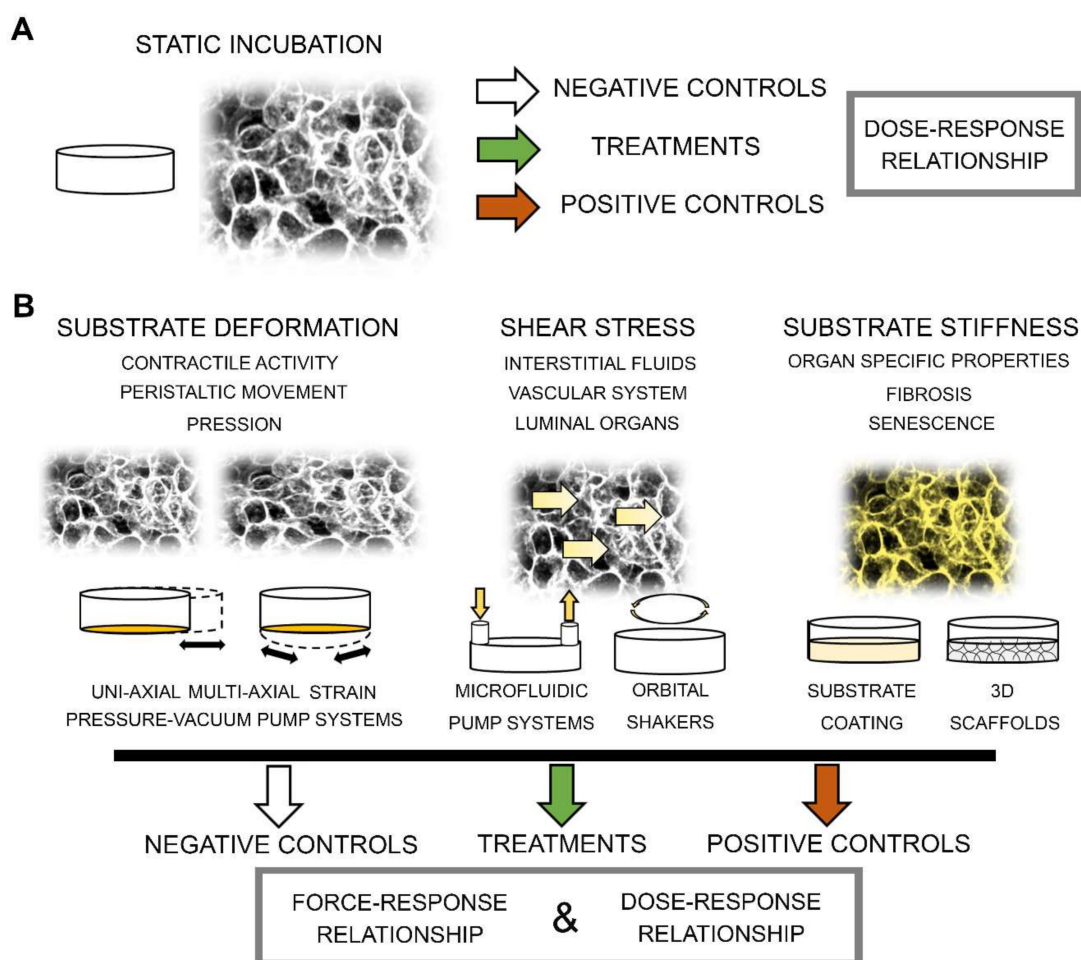 A
STATIC INCUBATION
NEGATIVE CONTROLS
TREATMENTS
POSITIVE CONTROLS
DOSE-RESPONSE
RELATIONSHIP
B
SUBSTRATE DEFORMATION
CONTRACTILE ACTIVITY
PERISTALTIC MOVEMENT
PRESSION
UNI-AXIAL MULTI-AXIAL STRAIN
PRESSURE-VACUUM PUMP SYSTEMS
SHEAR STRESS
INTERSTITIAL FLUIDS
VASCULAR SYSTEM
LUMINAL ORGANS
MICROFLUIDIC
PUMP SYSTEMS
ORBITAL
SHAKERS
SUBSTRATE STIFFNESS
ORGAN SPECIFIC PROPERTIES
FIBROSIS
SENESCENCE
SUBSTRATE
COATING
3D
SCAFFOLDS
NEGATIVE CONTROLS
TREATMENTS
POSITIVE CONTROLS
FORCE-RESPONSE
RELATIONSHIP
&
DOSE-RESPONSE
RELATIONSHIP